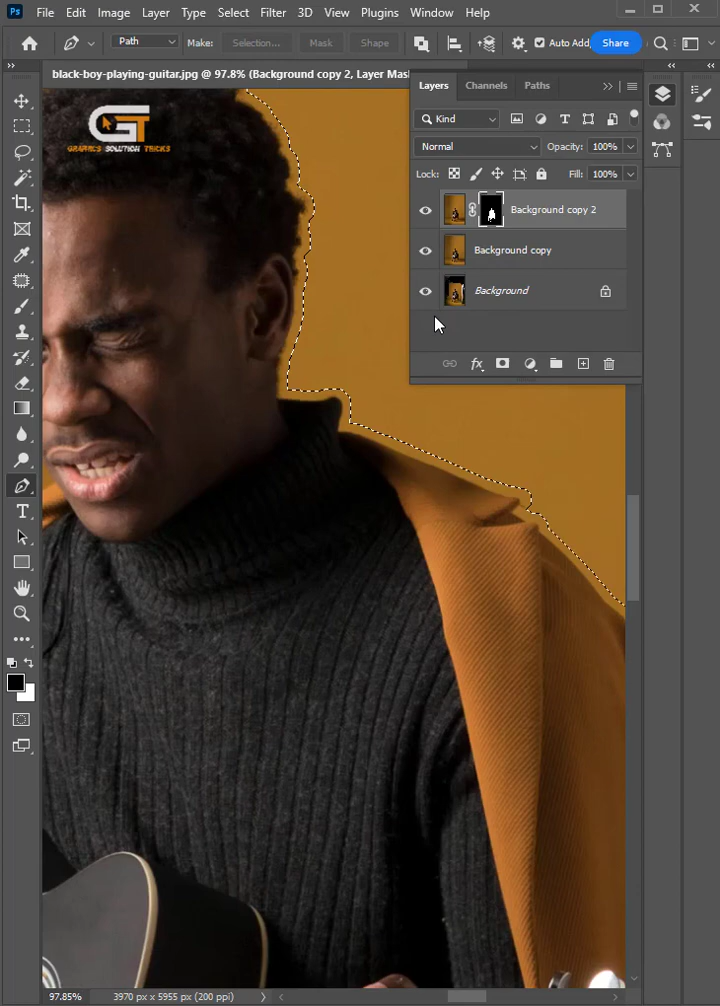 Ps File Edit Image Layer Type Select Filter 3D View Plugins Window Help
Path Make: Selection... Mask Shape Auto Add Share
black-boy-playing-guitar.jpg @ 97.8% (Background copy 2, Layer Mas
Layers Channels Paths
GT
GRAPHICS SOLUTION TRICKS
Kind
Normal Opacity: 100%
Lock: Fill: 100%
Background copy 2
Background copy
Background
fx
T
97.85% 3970 px x 5955 px (200 ppi)